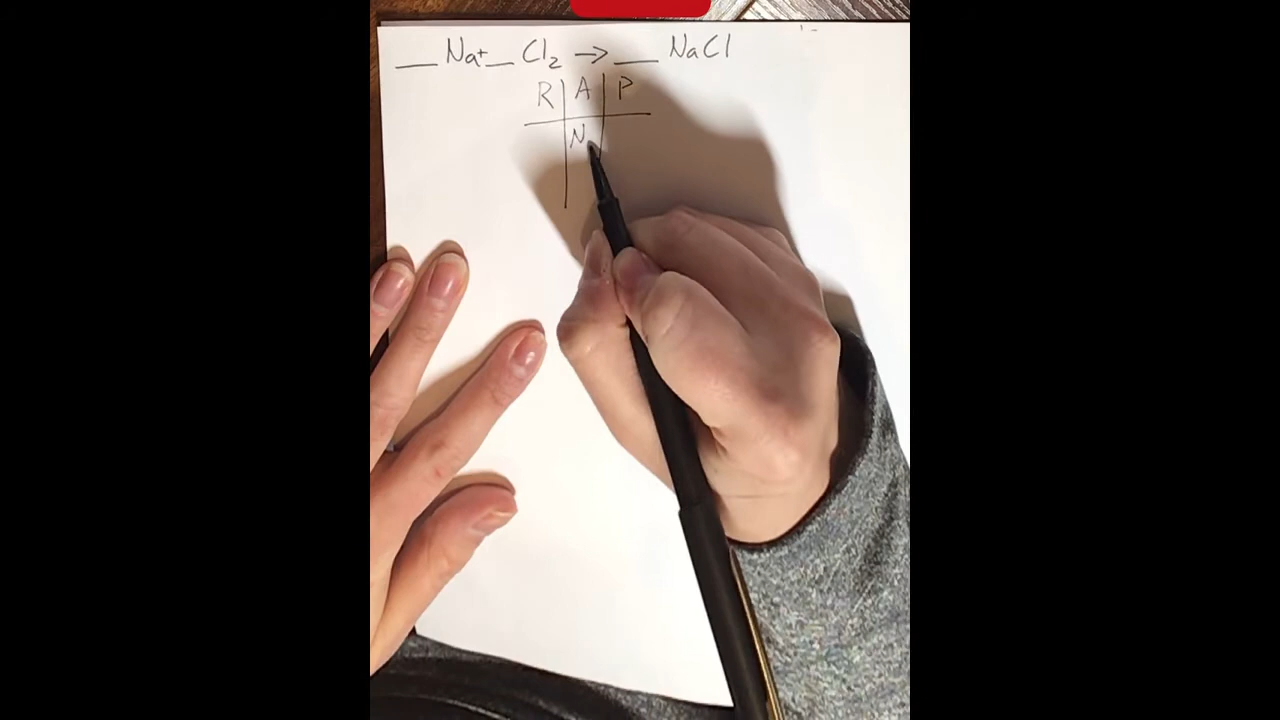 __ Na+__ Cl₂ → __ NaCl
R A P
N